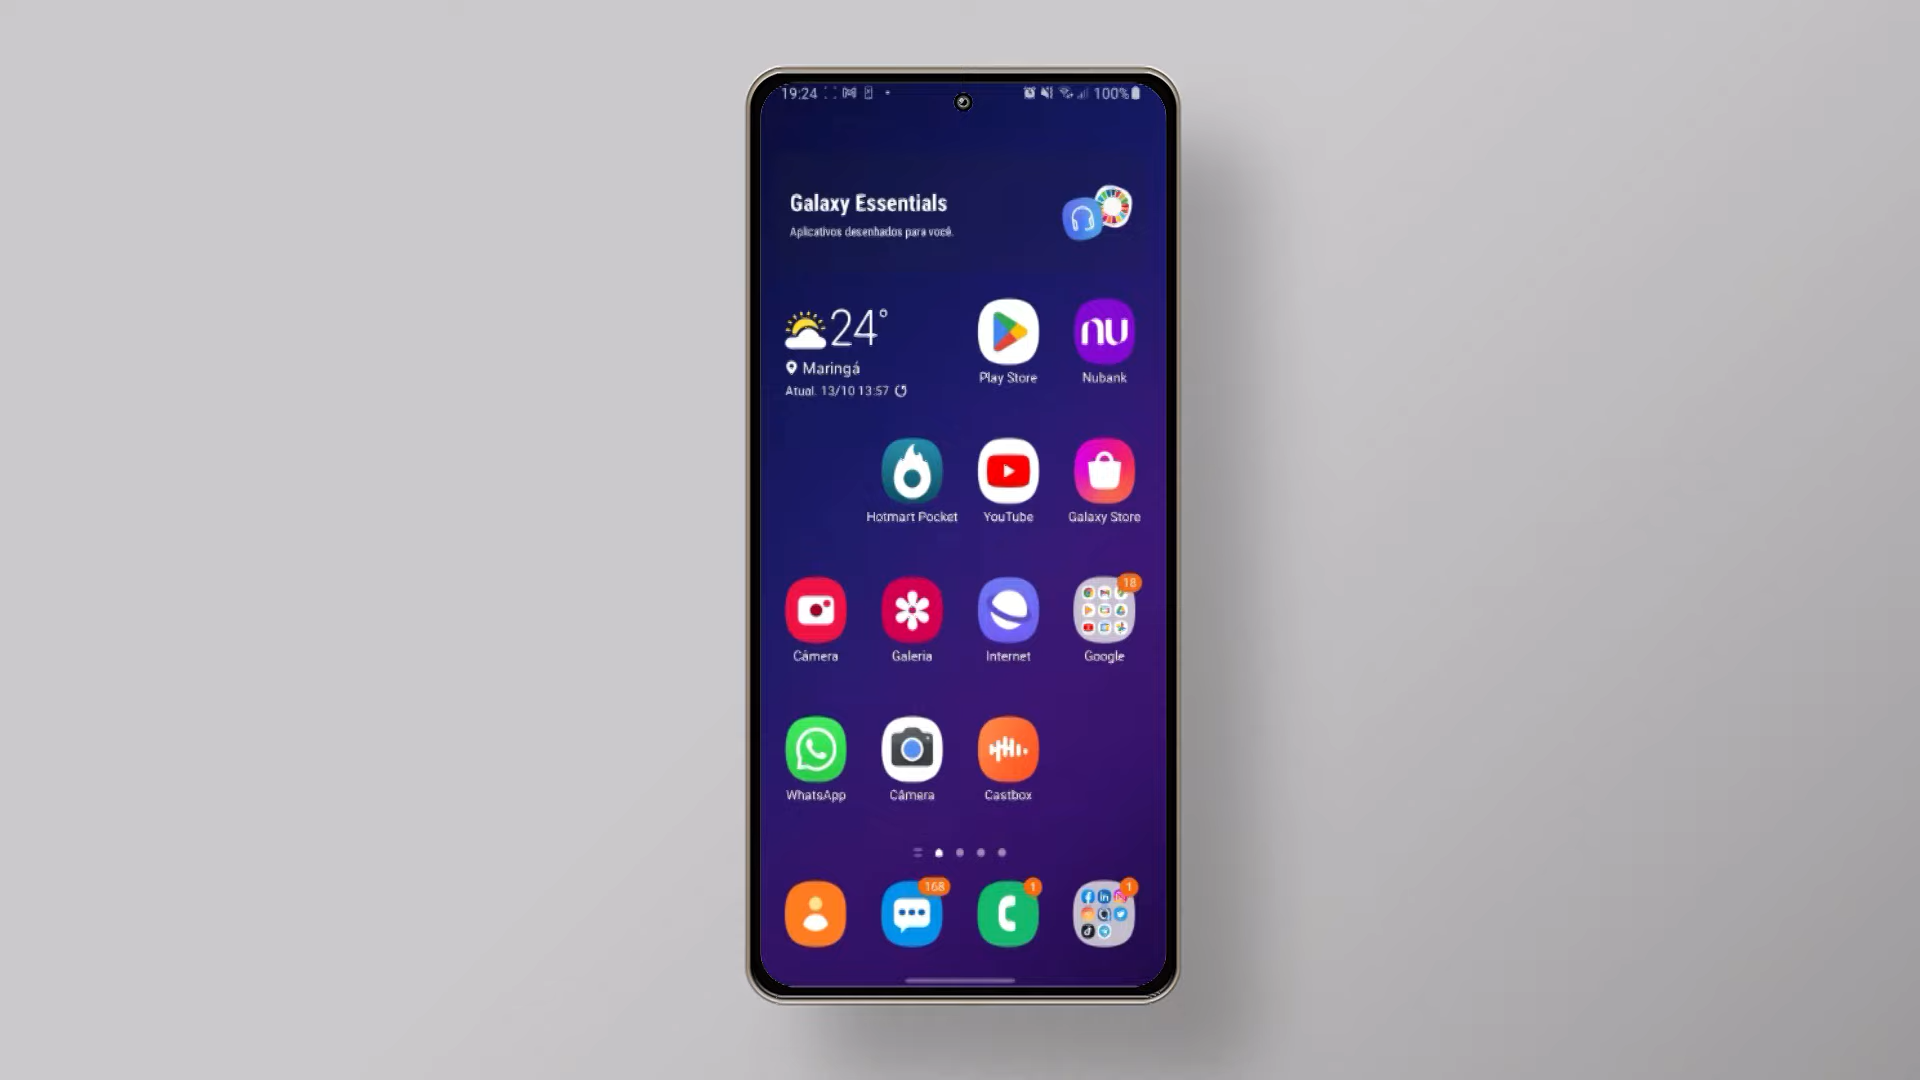 19:24
100%
Galaxy Essentials
Aplicativos desenhados para você.
24°
Maringá
Atual. 13/10 13:57
Play Store
nu
Nubank
Hotmart Pocket
YouTube
Galaxy Store
18
Câmera
Galeria
Internet
Google
WhatsApp
Câmera
Castbox
168
1
1